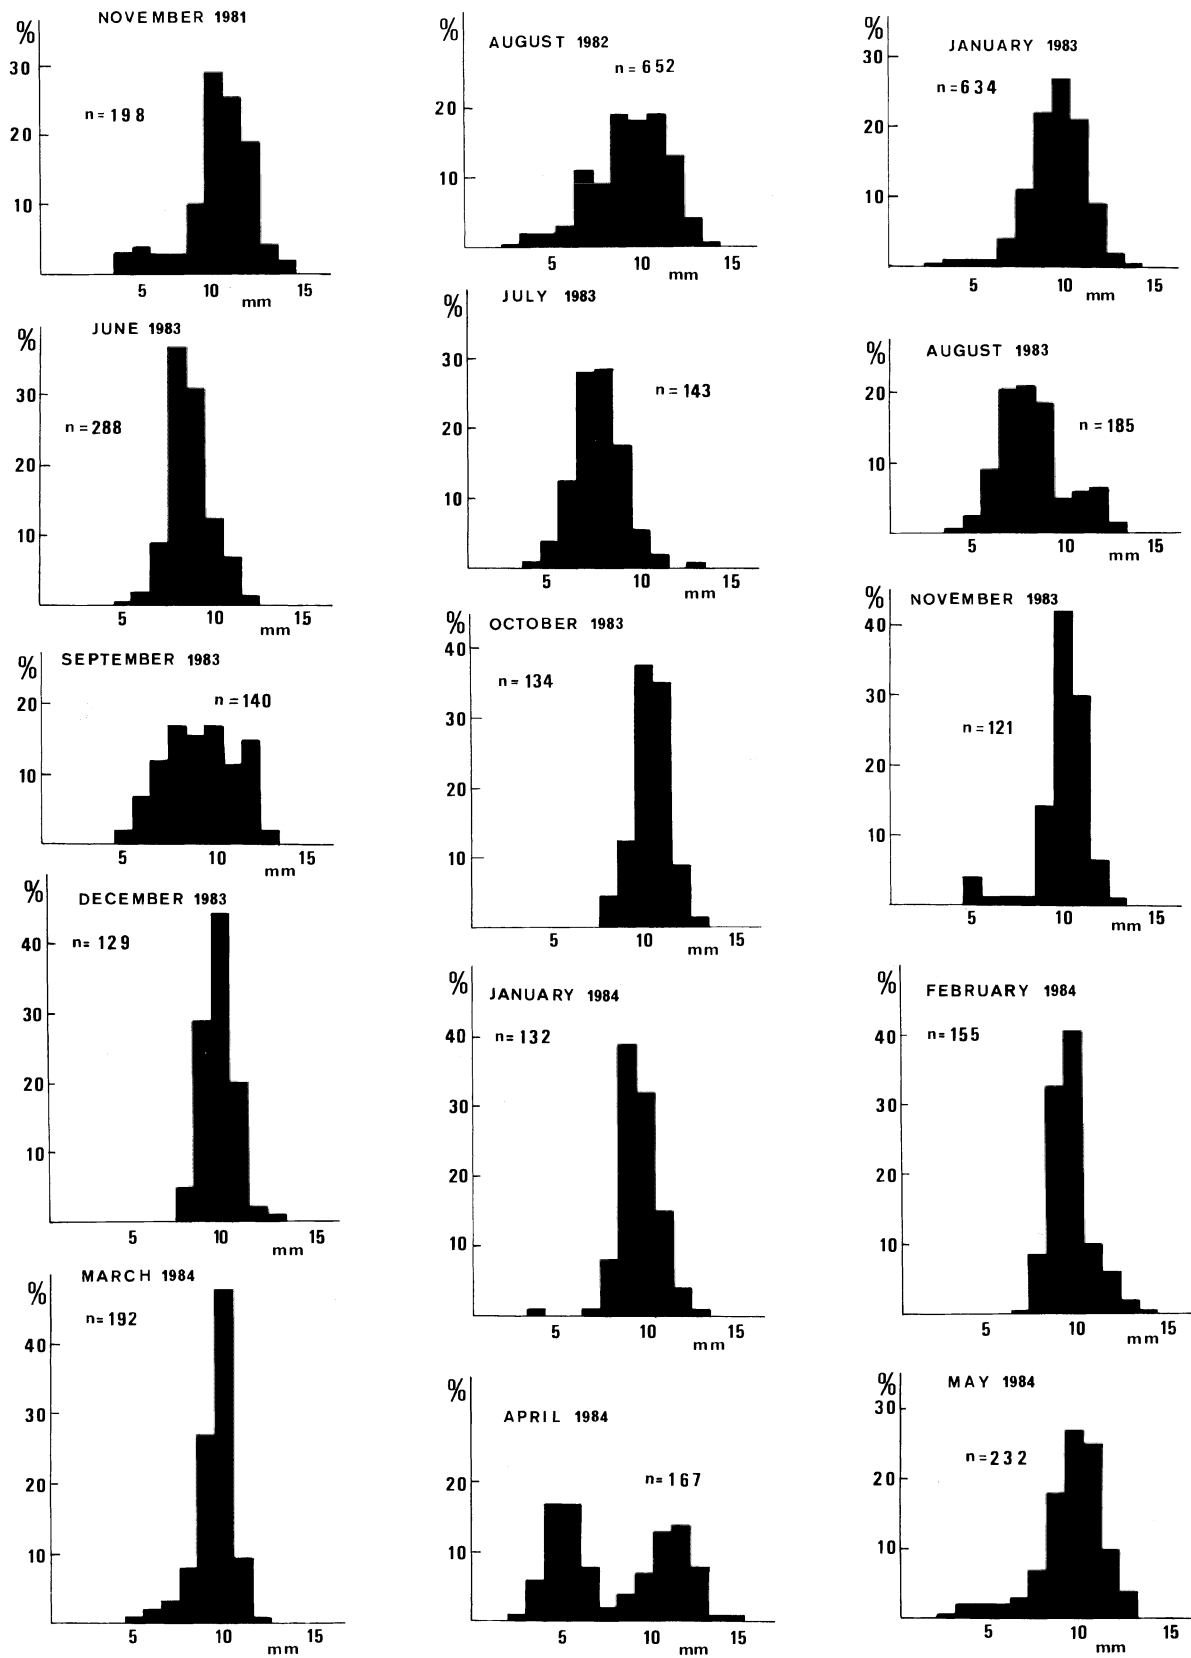 NOVEMBER 1981
%
30
20
10
n=198
5 10 15
mm
AUGUST 1982
%
20
10
n=652
5 10 15
mm
JANUARY 1983
%
30
20
10
n=634
5 10 15
mm
JUNE 1983
%
30
20
10
n=288
5 10 15
mm
JULY 1983
%
30
20
10
n=143
5 10 15
mm
AUGUST 1983
%
20
10
n=185
5 10 15
mm
SEPTEMBER 1983
%
20
10
n=140
5 10 15
mm
OCTOBER 1983
%
40
30
20
10
n=134
5 10 15
mm
NOVEMBER 1983
%
40
30
20
10
n=121
5 10 15
mm
DECEMBER 1983
%
40
30
20
10
n=129
5 10 15
mm
JANUARY 1984
%
40
30
20
10
n=132
5 10 15
mm
FEBRUARY 1984
%
40
30
20
10
n=155
5 10 15
mm
MARCH 1984
%
40
30
20
10
n=192
5 10 15
mm
APRIL 1984
%
20
10
n=167
5 10 15
mm
MAY 1984
%
30
20
10
n=232
5 10 15
mm